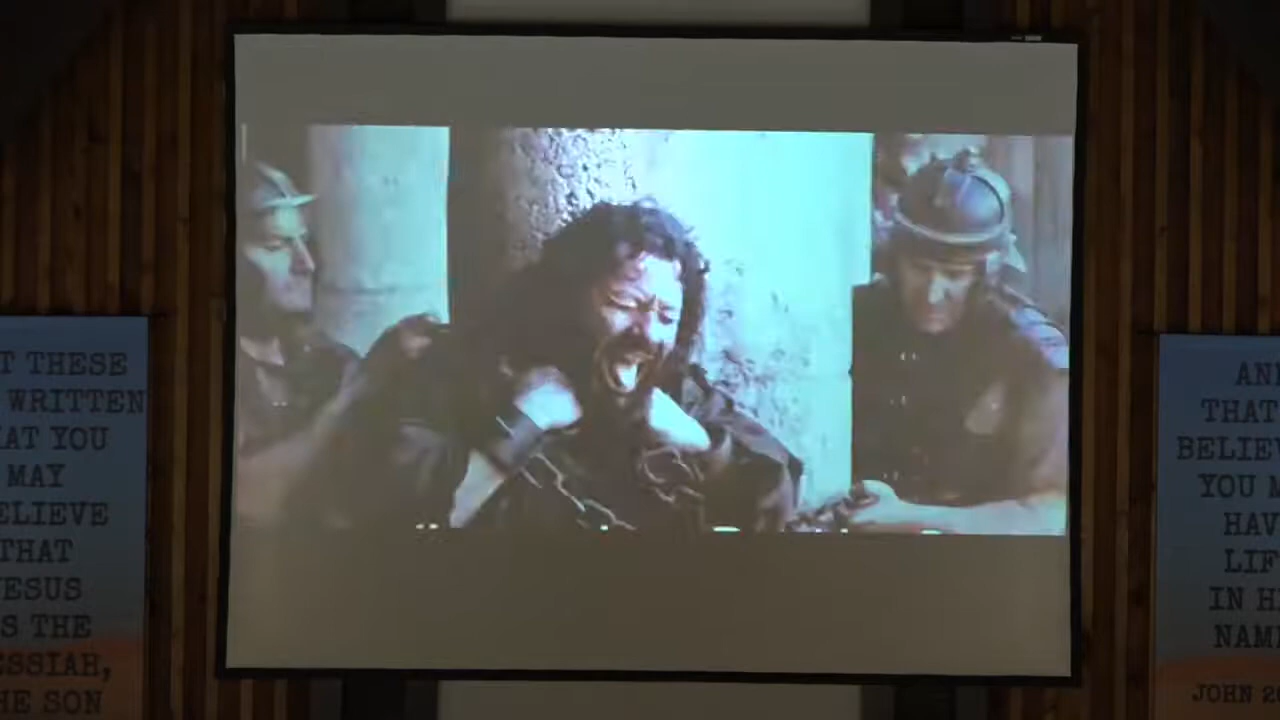 T THESE
WRITTEN
AT YOU
MAY
ELIEVE
THAT
ESUS
S THE
ESSIAH,
HE SON
AN
THAT
BELIEV
YOU M
HAV
LIF
IN H
NAM
JOHN 2